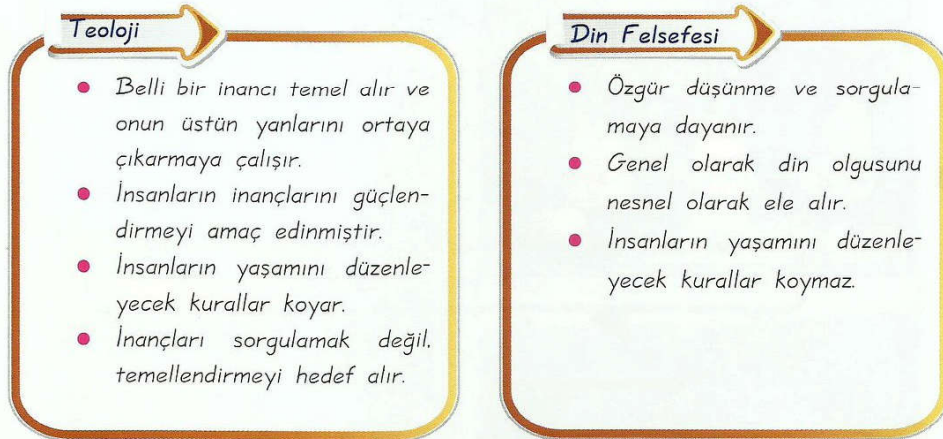 Teoloji
Belli bir inancı temel alır ve
onun üstün yanlarını ortaya
çıkarmaya çalışır.
İnsanların inançlarını güçlen-
dirmeyi amaç edinmiştir.
İnsanların yaşamını düzenle-
yecek kurallar koyar.
İnançları sorgulamak değil,
temellendirmeyi hedef alır.
Din Felsefesi
Özgür düşünme ve sorgula-
maya dayanır.
Genel olarak din olgusunu
nesnel olarak ele alır.
İnsanların yaşamını düzenle-
yecek kurallar koymaz.